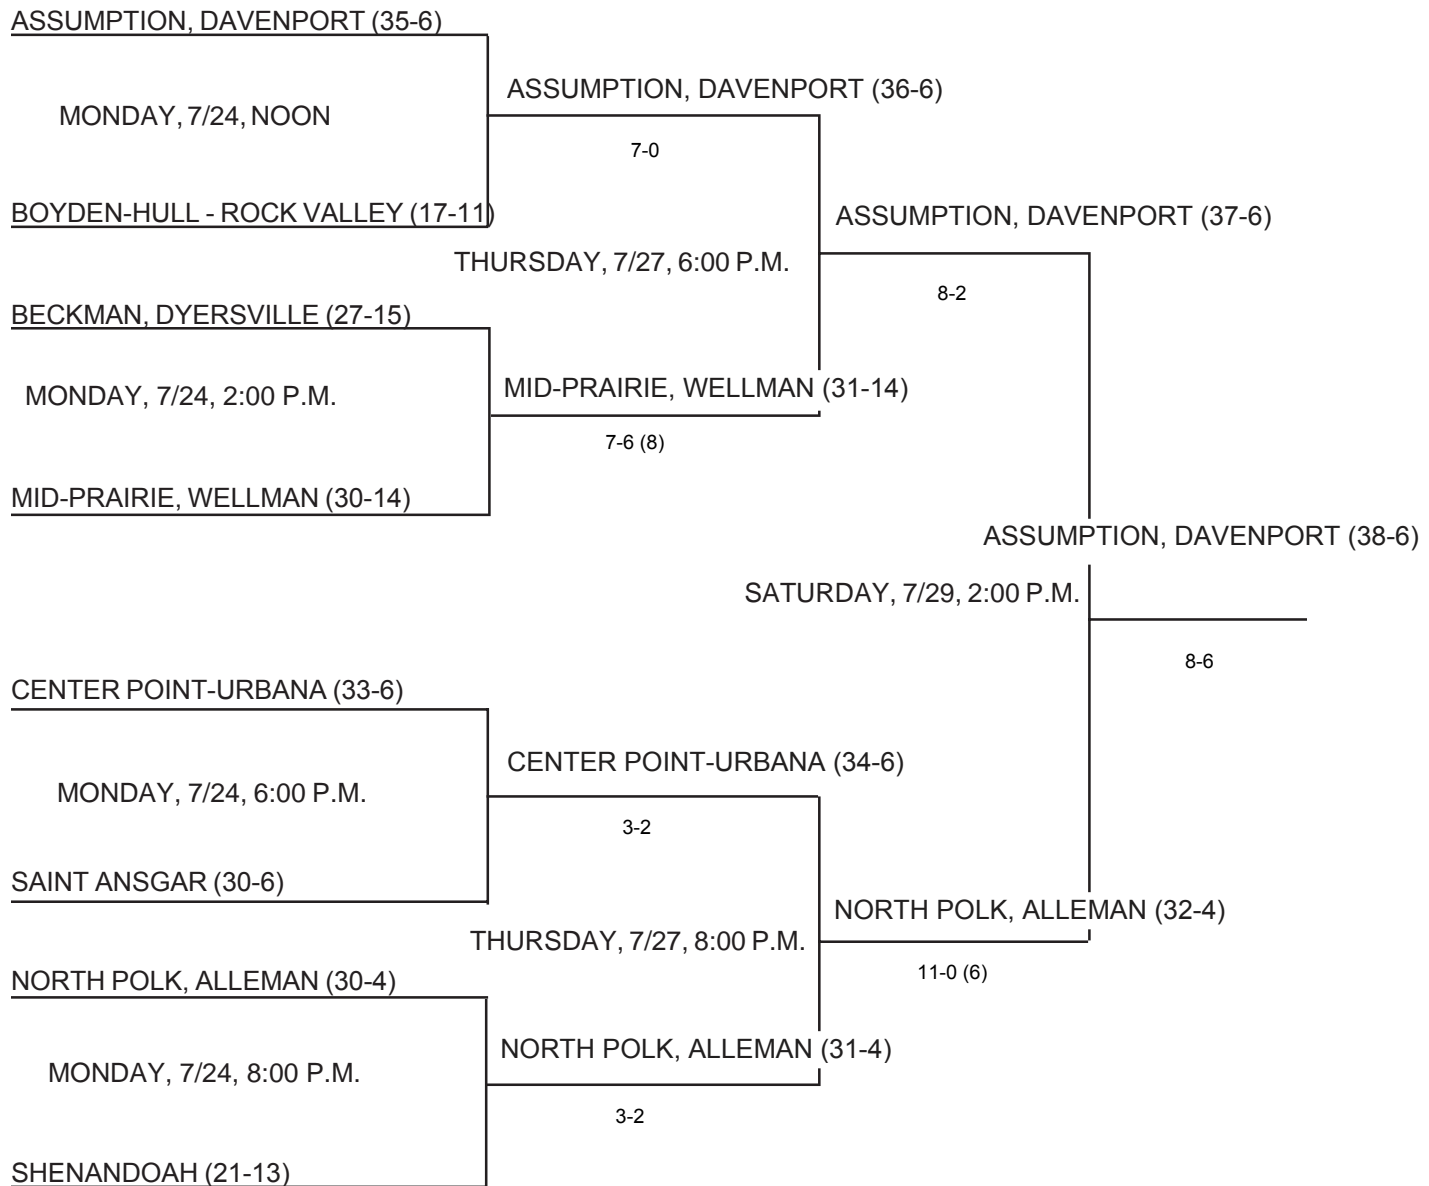 ASSUMPTION, DAVENPORT (35-6)
ASSUMPTION, DAVENPORT (36-6)
MONDAY, 7/24, NOON
7-0
BOYDEN-HULL - ROCK VALLEY (17-11)
ASSUMPTION, DAVENPORT (37-6)
THURSDAY, 7/27, 6:00 P.M.
8-2
BECKMAN, DYERSVILLE (27-15)
MID-PRAIRIE, WELLMAN (31-14)
MONDAY, 7/24, 2:00 P.M.
7-6 (8)
MID-PRAIRIE, WELLMAN (30-14)
ASSUMPTION, DAVENPORT (38-6)
SATURDAY, 7/29, 2:00 P.M.
8-6
CENTER POINT-URBANA (33-6)
CENTER POINT-URBANA (34-6)
MONDAY, 7/24, 6:00 P.M.
3-2
SAINT ANSGAR (30-6)
NORTH POLK, ALLEMAN (32-4)
THURSDAY, 7/27, 8:00 P.M.
11-0 (6)
NORTH POLK, ALLEMAN (30-4)
NORTH POLK, ALLEMAN (31-4)
MONDAY, 7/24, 8:00 P.M.
3-2
SHENANDOAH (21-13)